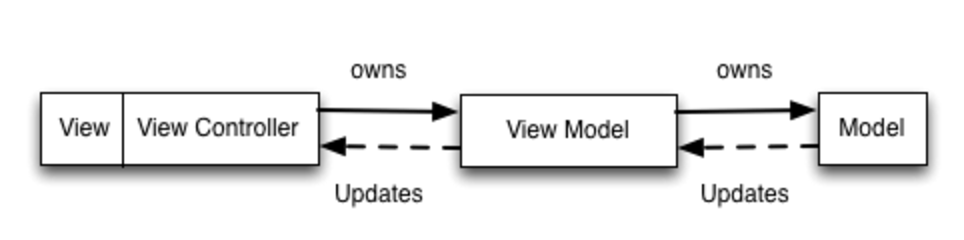 owns
owns
View
View Controller
View Model
Model
Updates
Updates